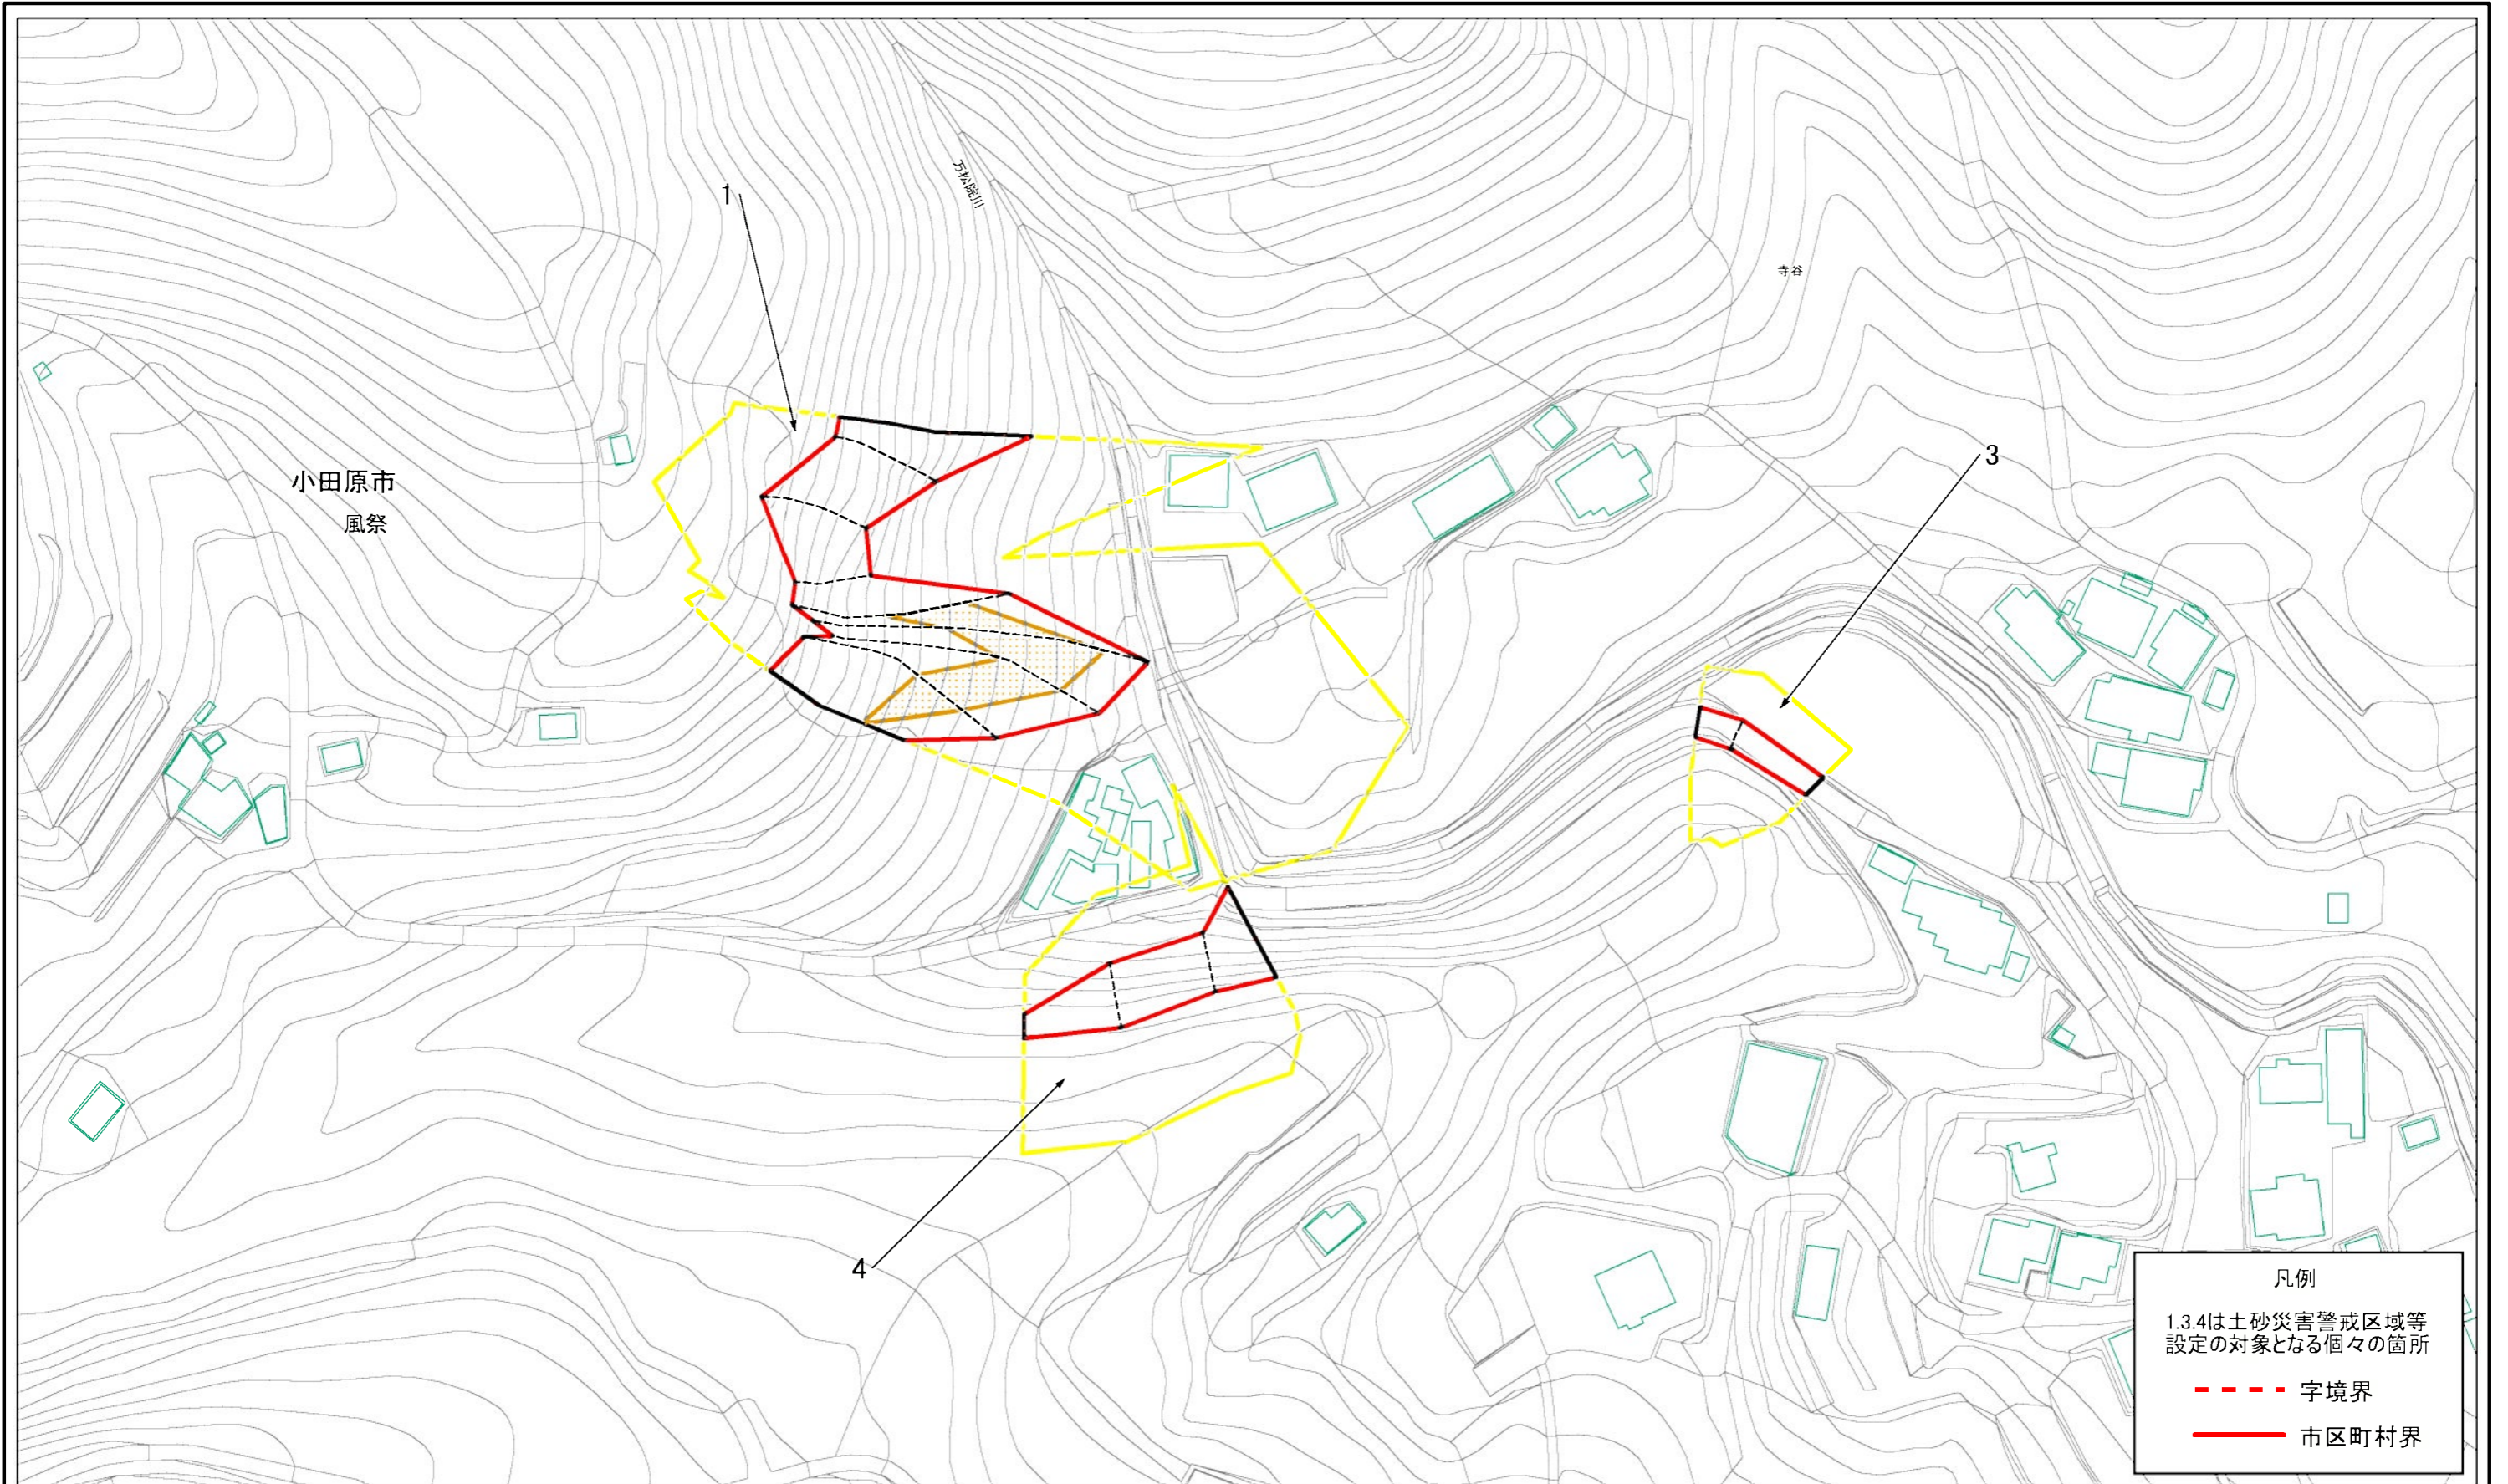 万松院川
1
寺谷
3
小田原市
風祭
4
凡例
1.3.4は土砂災害警戒区域等
設定の対象となる個々の箇所
字境界
市区町村界